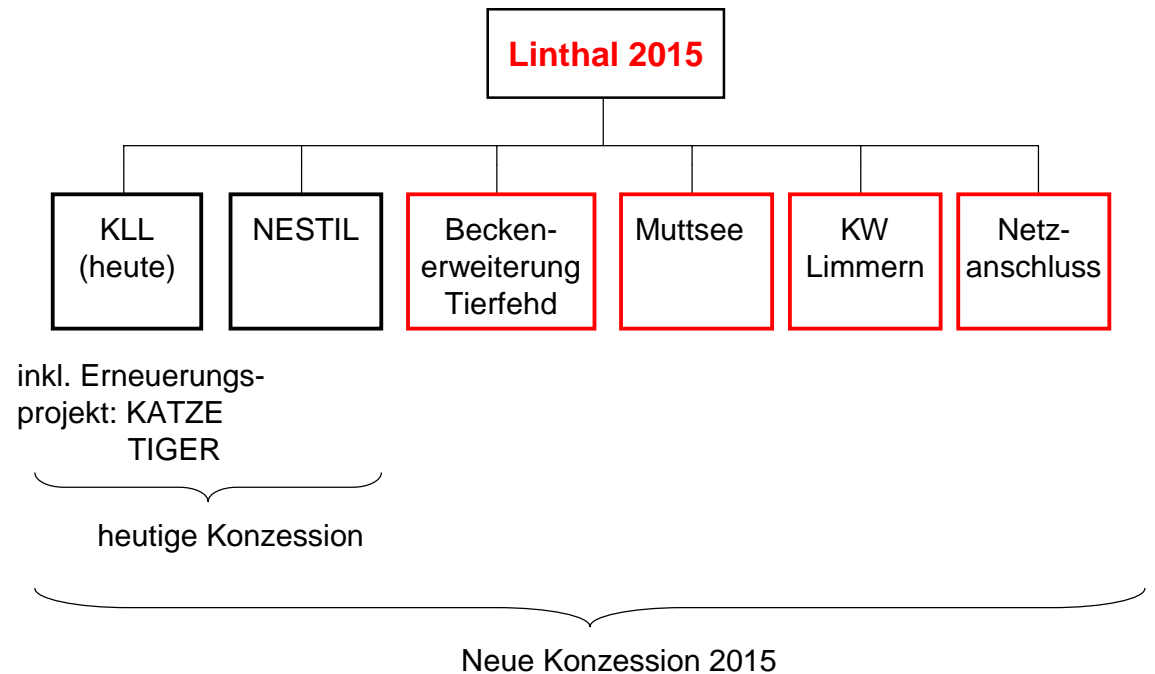 Linthal 2015
KLL
(heute)
NESTIL
Becken-
erweiterung
Tierfehd
Muttsee
KW
Limmern
Netz-
anschluss
inkl. Erneuerungs-
projekt: KATZE
TIGER
heutige Konzession
Neue Konzession 2015